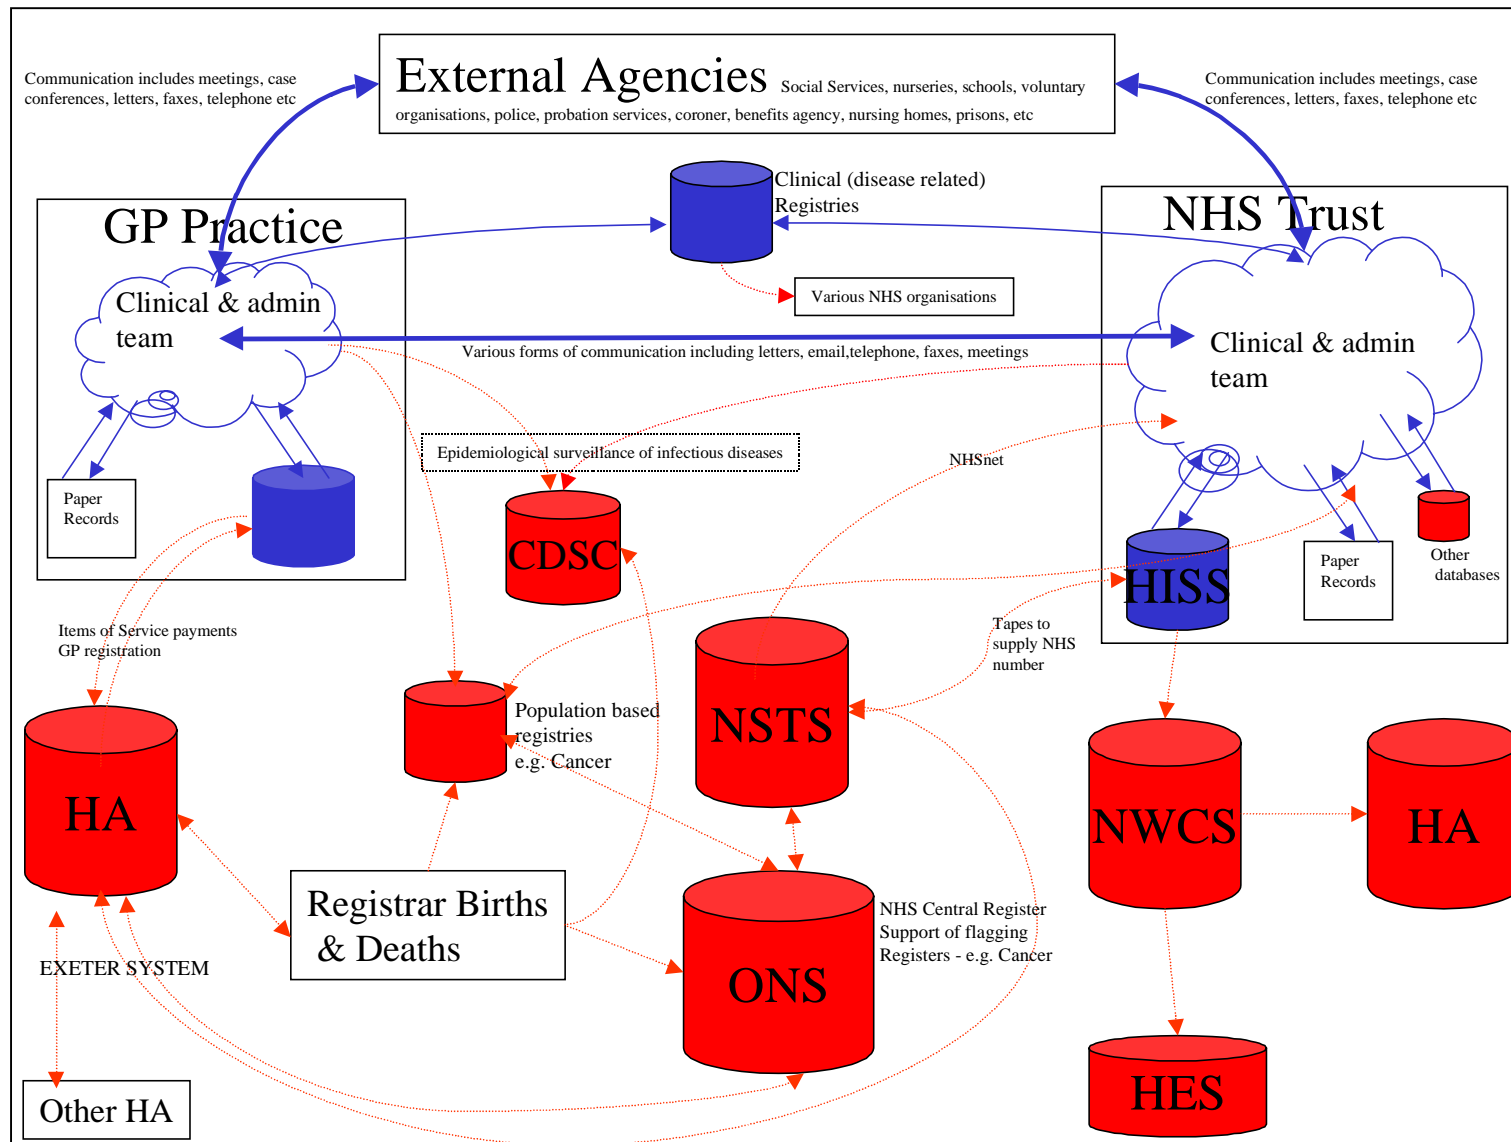 External Agencies Social Services, nurseries, schools, voluntary
organisations, police, probation services, coroner, benefits agency, nursing homes, prisons, etc
Communication includes meetings, case
conferences, letters, faxes, telephone etc
Communication includes meetings, case
conferences, letters, faxes, telephone etc
Clinical (disease related)
Registries
GP Practice
NHS Trust
Various NHS organisations
Clinical & admin
team
Various forms of communication including letters, email,telephone, faxes, meetings
Clinical & admin
team
Epidemiological surveillance of infectious diseases
NHSnet
Paper
Records
CDSC
HISS
Paper
Records
Other
databases
Items of Service payments
GP registration
Tapes to
supply NHS
number
Population based
registries
e.g. Cancer
NSTS
HA
NWCS
HA
Registrar Births
& Deaths
NHS Central Register
Support of flagging
Registers - e.g. Cancer
ONS
EXETER SYSTEM
HES
Other HA